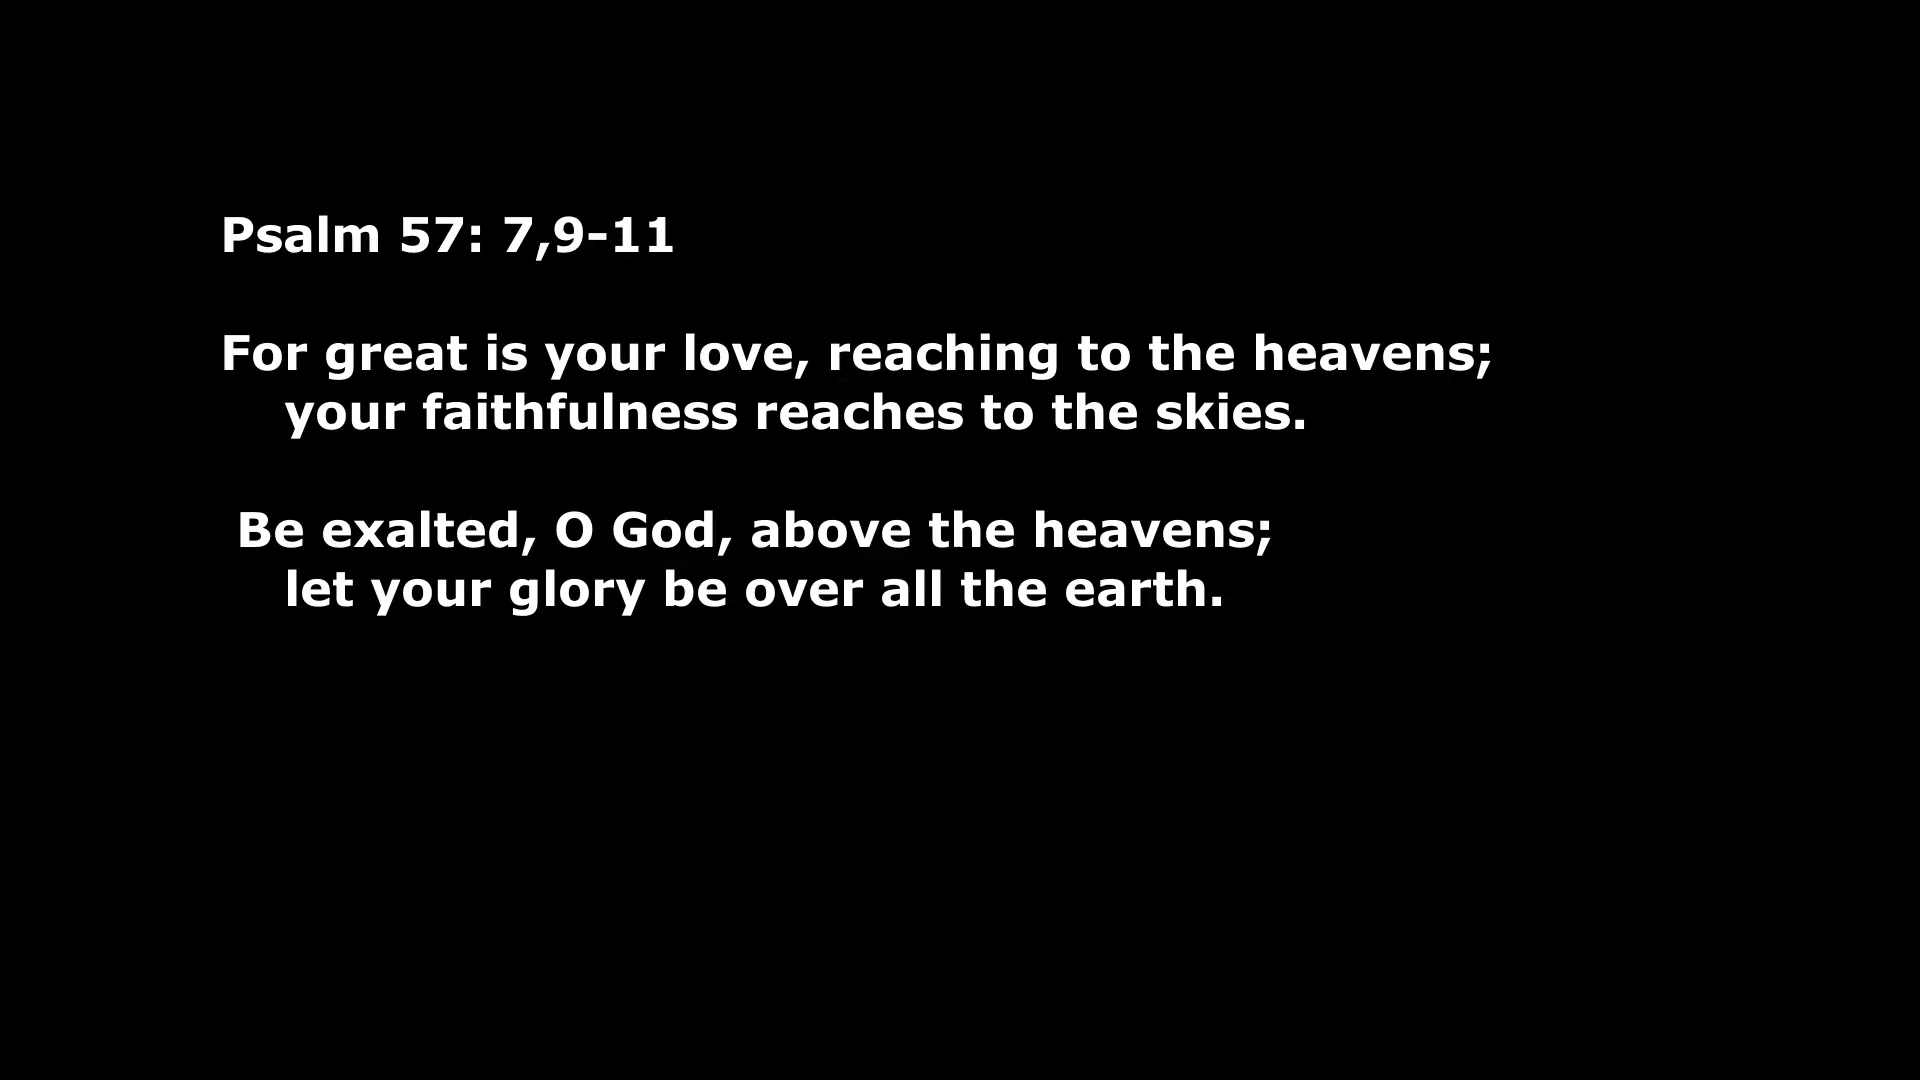 Psalm 57: 7,9-11
For great is your love, reaching to the heavens;
your faithfulness reaches to the skies.
Be exalted, O God, above the heavens;
let your glory be over all the earth.